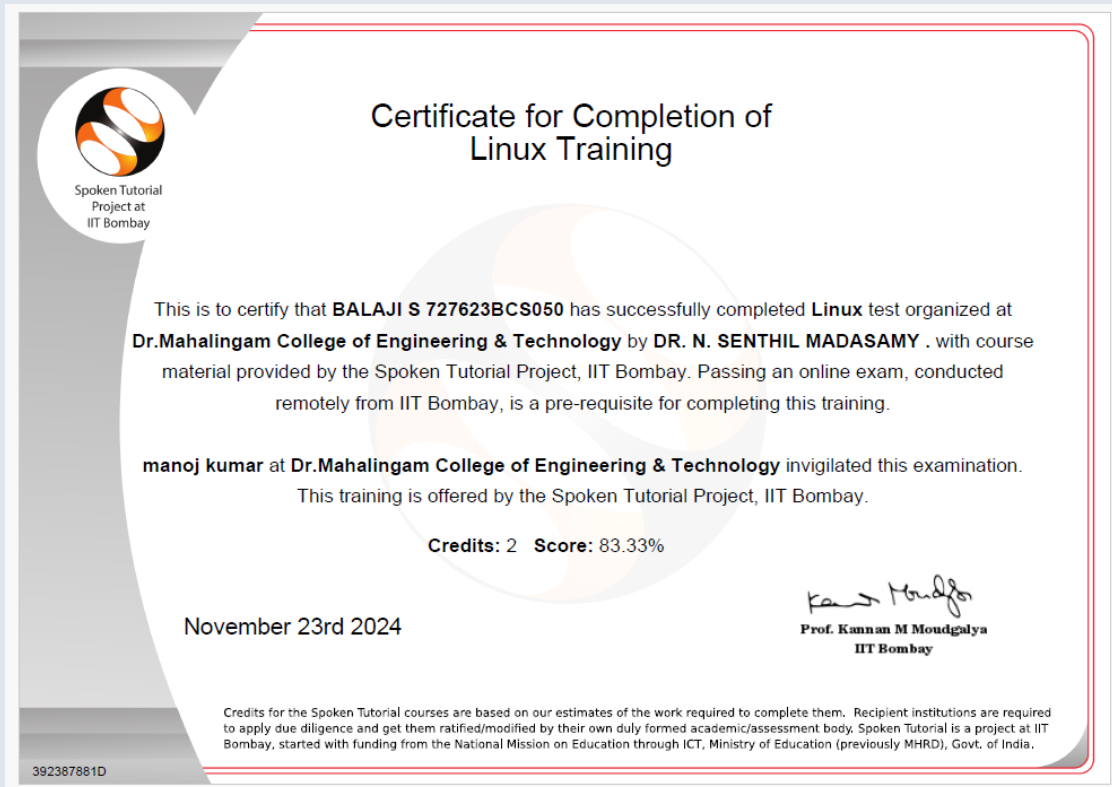 Certificate for Completion of
Linux Training
Spoken Tutorial
Project at
IIT Bombay
This is to certify that BALAJI S 727623BCS050 has successfully completed Linux test organized at
Dr.Mahalingam College of Engineering & Technology by DR. N. SENTHIL MADASAMY . with course
material provided by the Spoken Tutorial Project, IIT Bombay. Passing an online exam, conducted
remotely from IIT Bombay, is a pre-requisite for completing this training.
manoj kumar at Dr.Mahalingam College of Engineering & Technology invigilated this examination.
This training is offered by the Spoken Tutorial Project, IIT Bombay.
Credits: 2 Score: 83.33%
November 23rd 2024
Prof. Kannan M Moudgalya
IIT Bombay
Credits for the Spoken Tutorial courses are based on our estimates of the work required to complete them. Recipient institutions are required
to apply due diligence and get them ratified/modified by their own duly formed academic/assessment body. Spoken Tutorial is a project at IIT
Bombay, started with funding from the National Mission on Education through ICT, Ministry of Education (previously MHRD), Govt. of India.
392387881D